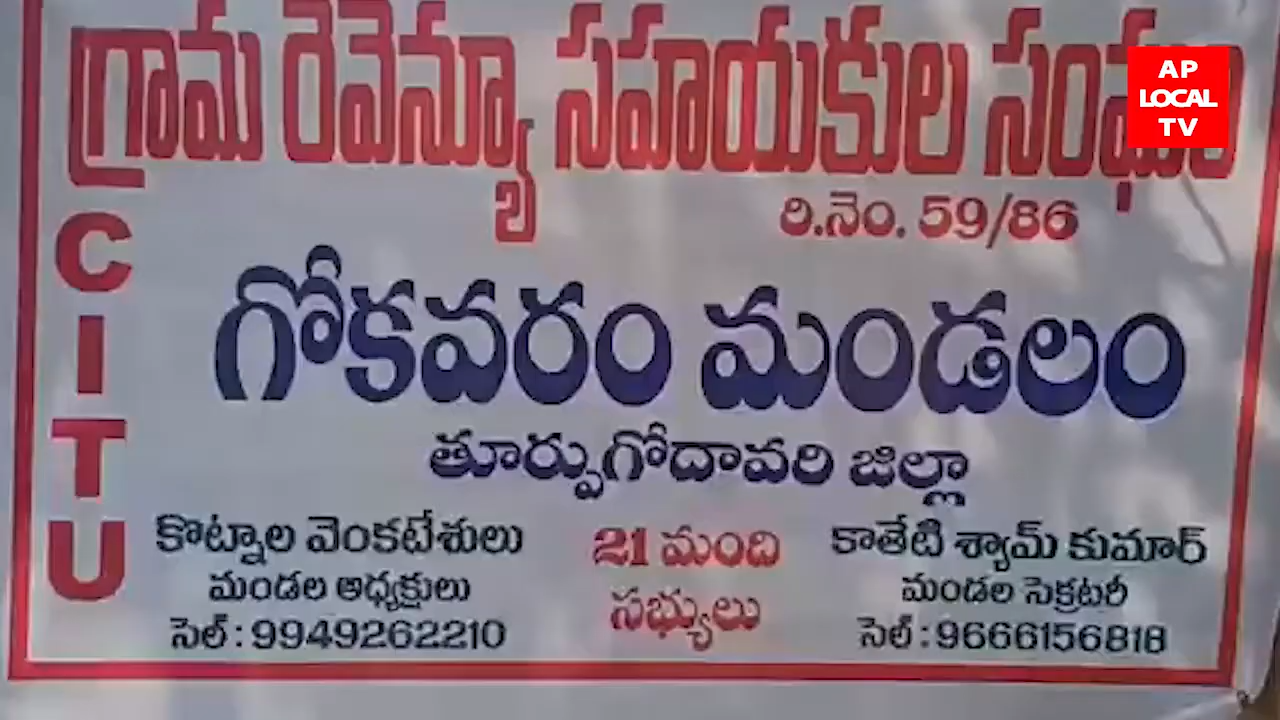 గ్రామ రెవెన్యూ సహాయకుల సంఘం
AP
LOCAL
TV
రి.నెం. 59/86
CITU
గోకవరం మండలం
తూర్పుగోదావరి జిల్లా
కొట్నాల వెంకటేశులు
మండల అధ్యక్షులు
సెల్ : 9949262210
21 మంది
సభ్యులు
కాతేటి శ్యామ్ కుమార్
మండల సెక్రటరీ
సెల్ : 9666156818